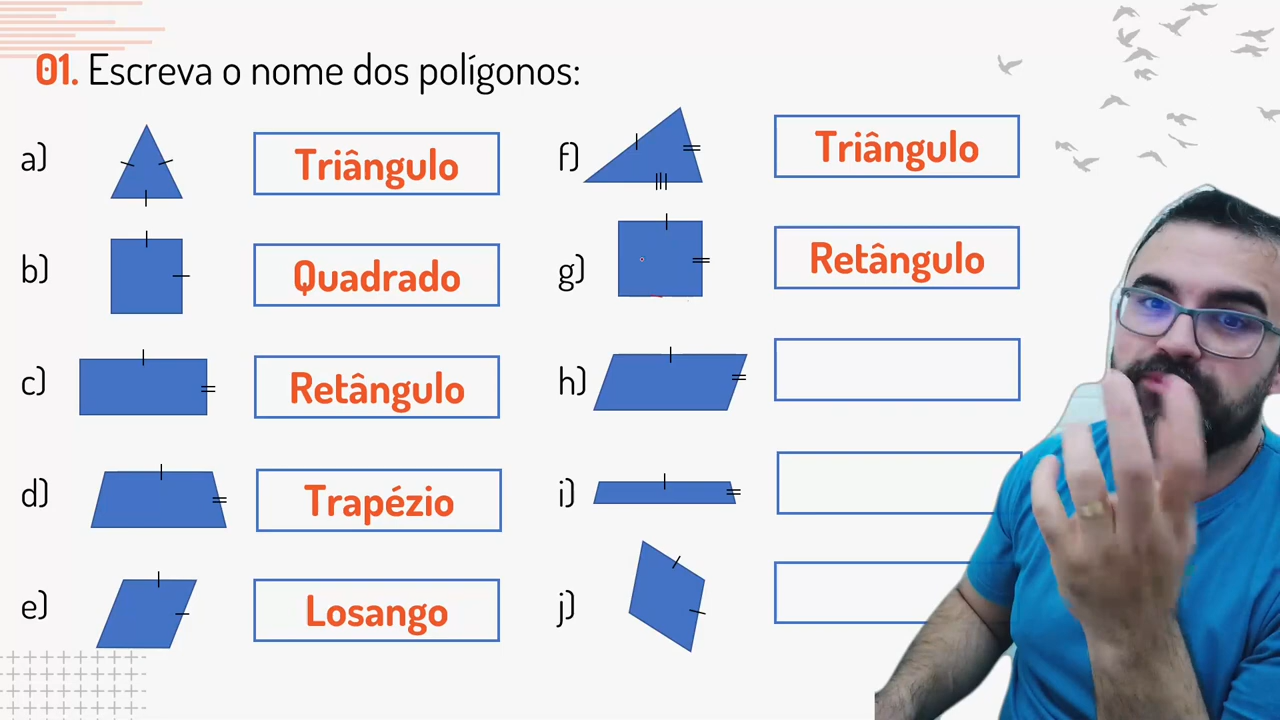 01. Escreva o nome dos polígonos:
a) Triângulo
b) Quadrado
c) Retângulo
d) Trapézio
e) Losango
f) Triângulo
g) Retângulo
h)
i)
j)